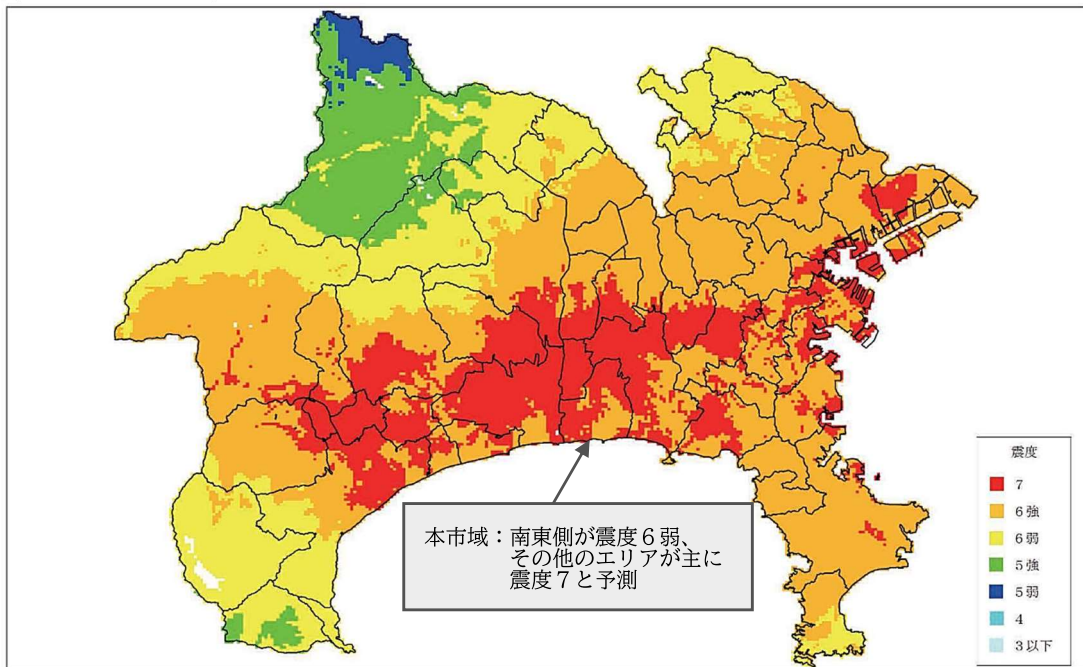 震度
7
6強
6弱
5強
5弱
4
3以下
本市域：南東側が震度６弱、
その他のエリアが主に
震度７と予測